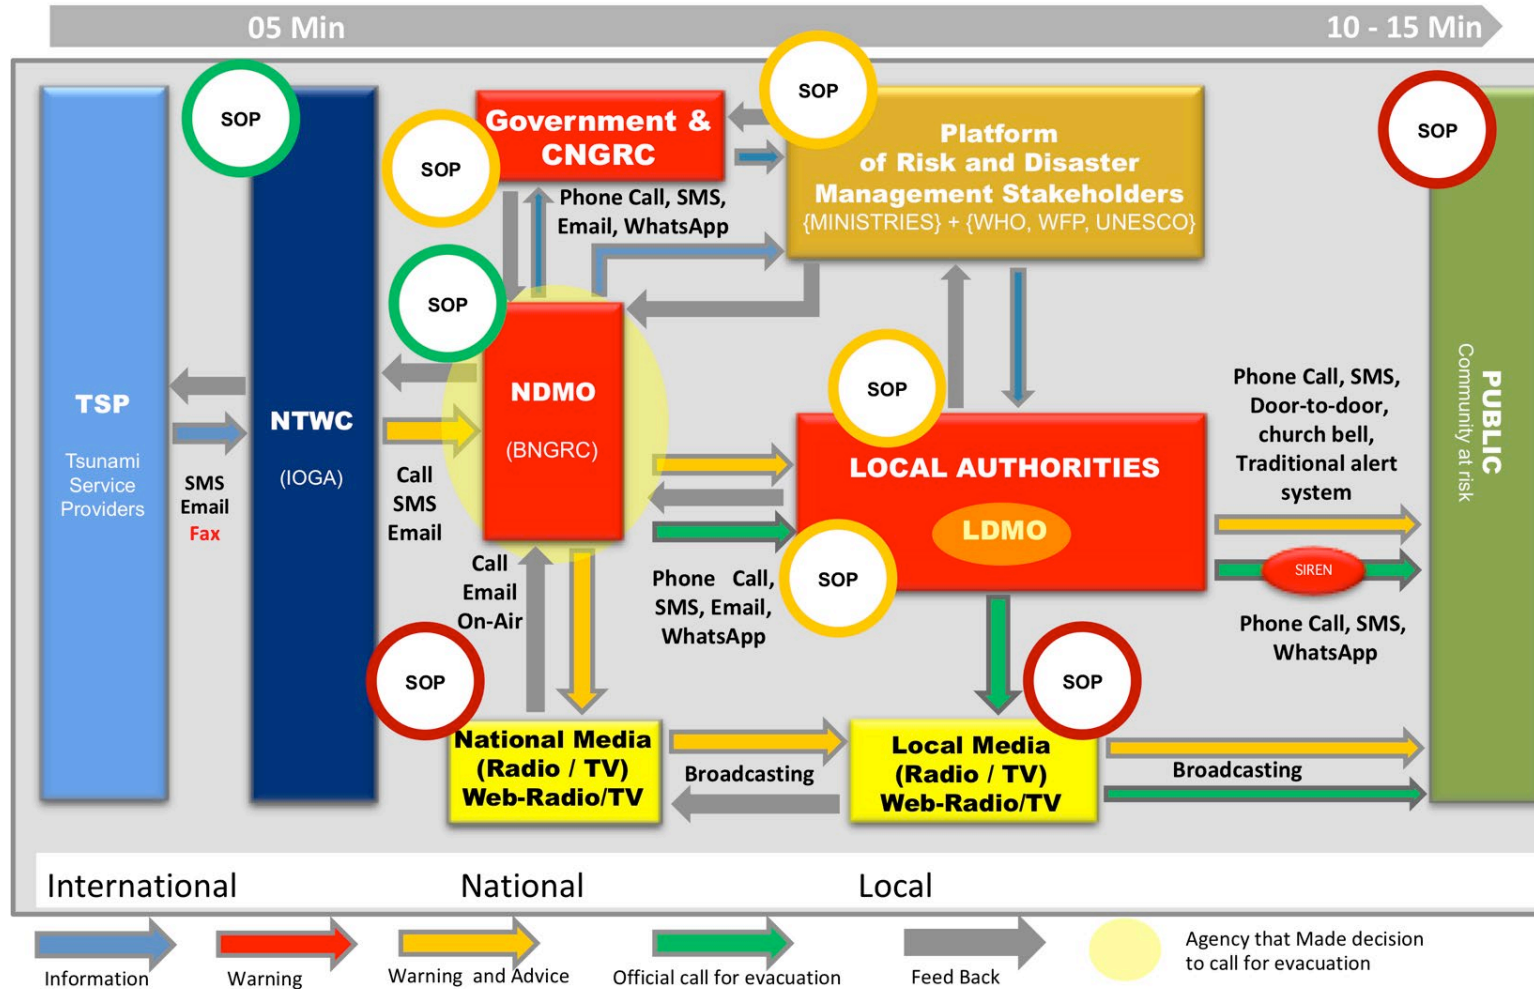 05 Min
10 - 15 Min
SOP
SOP
SOP
SOP
Government &
CNGRC
Platform
of Risk and Disaster
Management Stakeholders
{MINISTRIES} + {WHO, WFP, UNESCO}
SOP
Phone Call, SMS,
Email, WhatsApp
SOP
TSP
Tsunami
Service
Providers
SMS
Email
Fax
NTWC
(IOGA)
Call
SMS
Email
NDMO
(BNGRC)
SOP
LOCAL AUTHORITIES
LDMO
Phone Call, SMS,
Door-to-door,
church bell,
Traditional alert
system
SIREN
Phone Call, SMS,
WhatsApp
PUBLIC
Community at risk
Call
Email
On-Air
Phone Call,
SMS, Email,
WhatsApp
SOP
SOP
SOP
National Media
(Radio / TV)
Web-Radio/TV
Broadcasting
Local Media
(Radio / TV)
Web-Radio/TV
Broadcasting
International
National
Local
Information
Warning
Warning and Advice
Official call for evacuation
Feed Back
Agency that Made decision
to call for evacuation